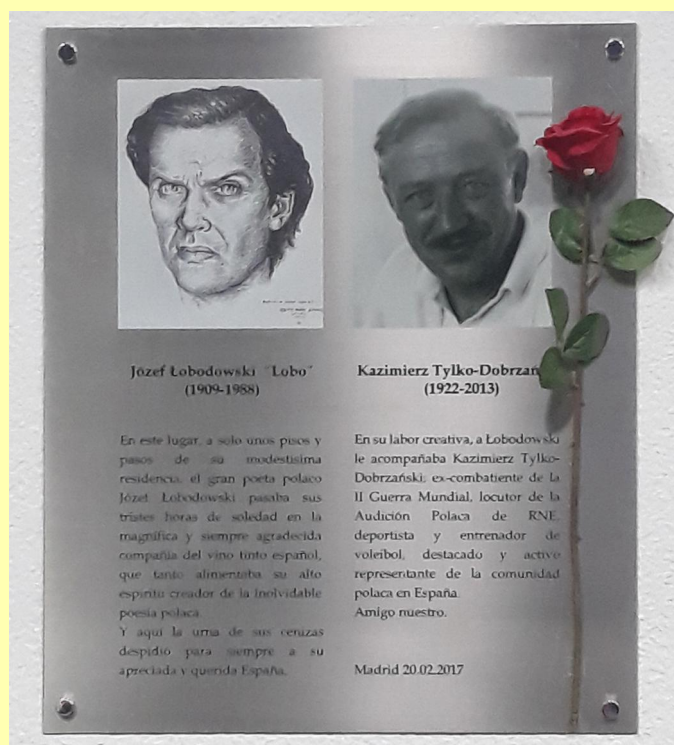 Józef Łobodowski "Lobo"
(1909-1988)
En este lugar, a solo unos pisos y
pasos de su modestísima
residencia, el gran poeta polaco
Józef Łobodowski pasaba sus
tristes horas de soledad en la
magnífica y siempre agradecida
compañía del vino tinto español,
que tanto alimentaba su alto
espíritu creador de la inolvidable
poesía polaca.
Y aquí la urna de sus cenizas
despidió para siempre a su
apreciada y querida España.
Kazimierz Tylko-Dobrzań
(1922-2013)
En su labor creativa, a Łobodowski
le acompañaba Kazimierz Tylko-
Dobrzański; ex-combatiente de la
II Guerra Mundial, locutor de la
Audición Polaca de RNE,
deportista y entrenador de
voleibol, destacado y activo
representante de la comunidad
polaca en España.
Amigo nuestro.
Madrid 20.02.2017